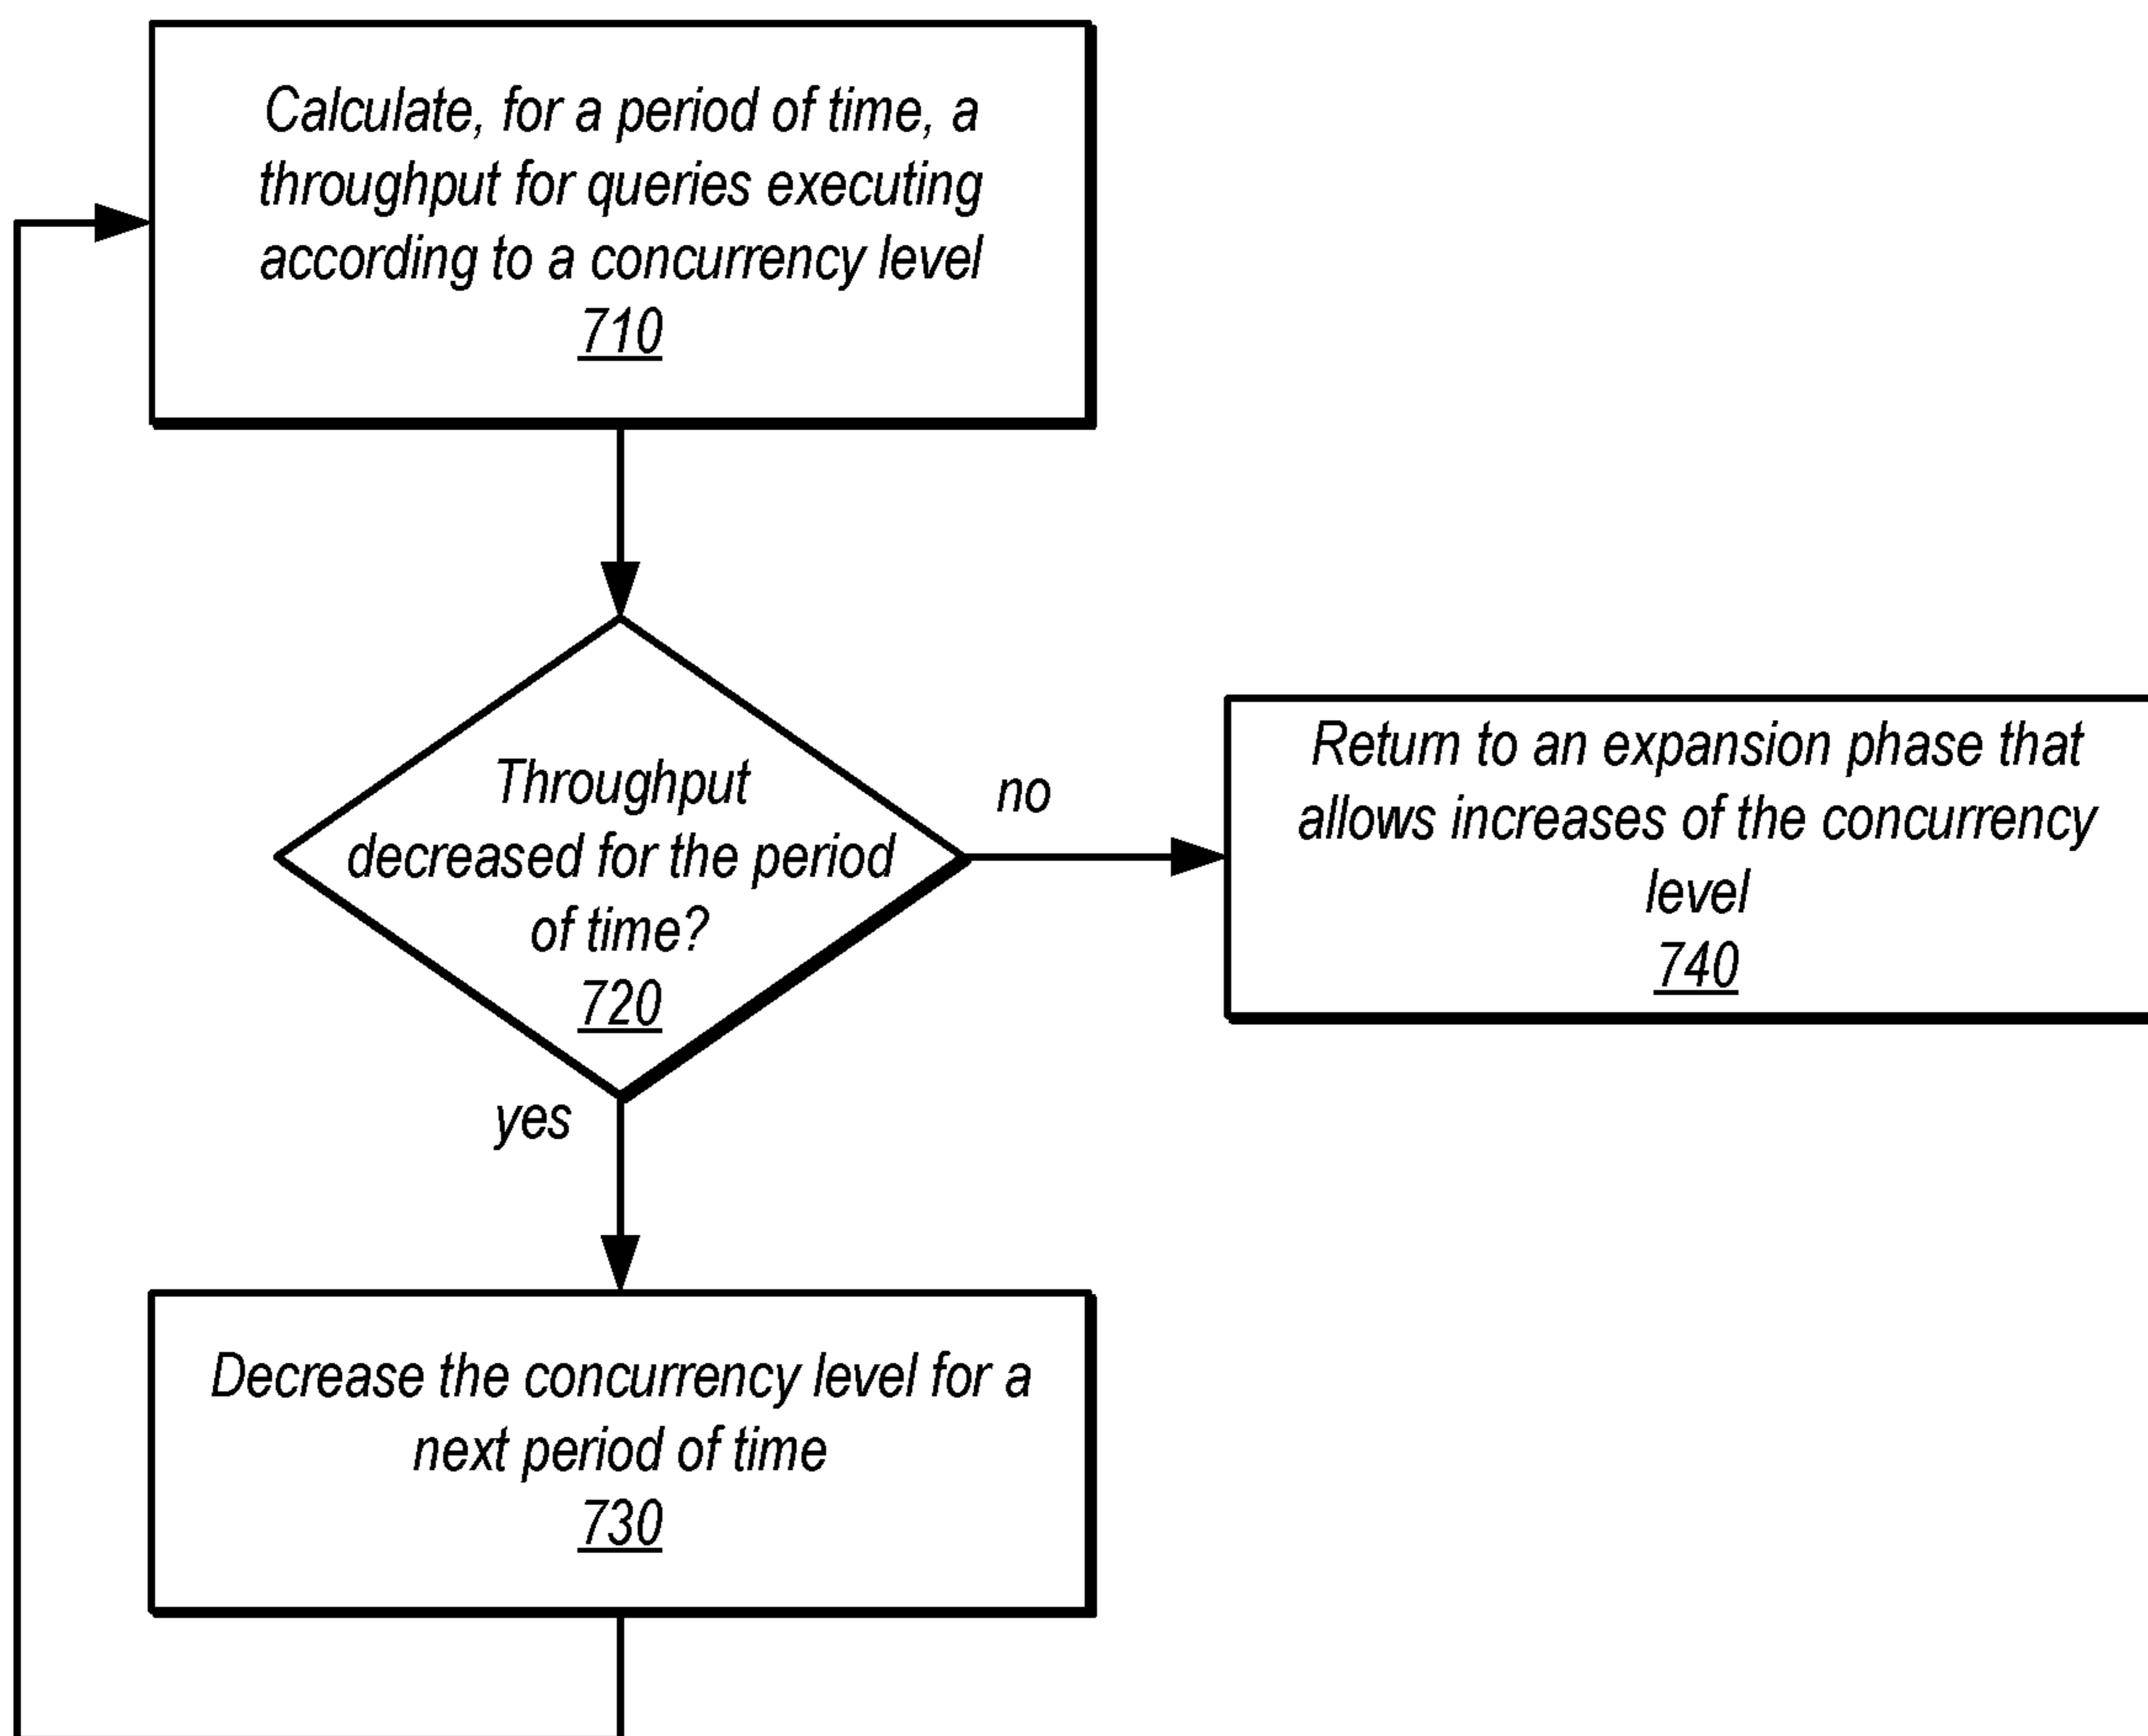 Calculate, for a period of time, a
throughput for queries executing
according to a concurrency level
710
Throughput
decreased for the period
of time?
720
no
Return to an expansion phase that
allows increases of the concurrency
level
740
yes
Decrease the concurrency level for a
next period of time
730